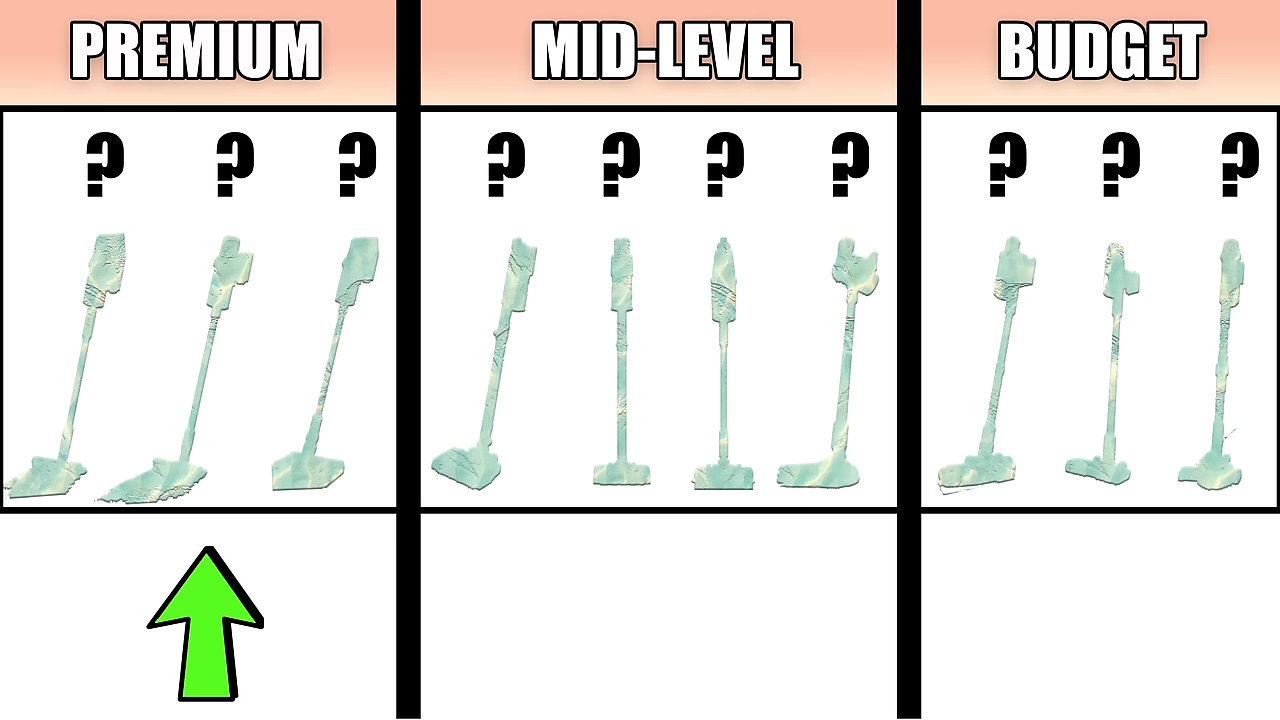 PREMIUM
MID-LEVEL
BUDGET
? ? ?
? ? ? ?
? ? ?